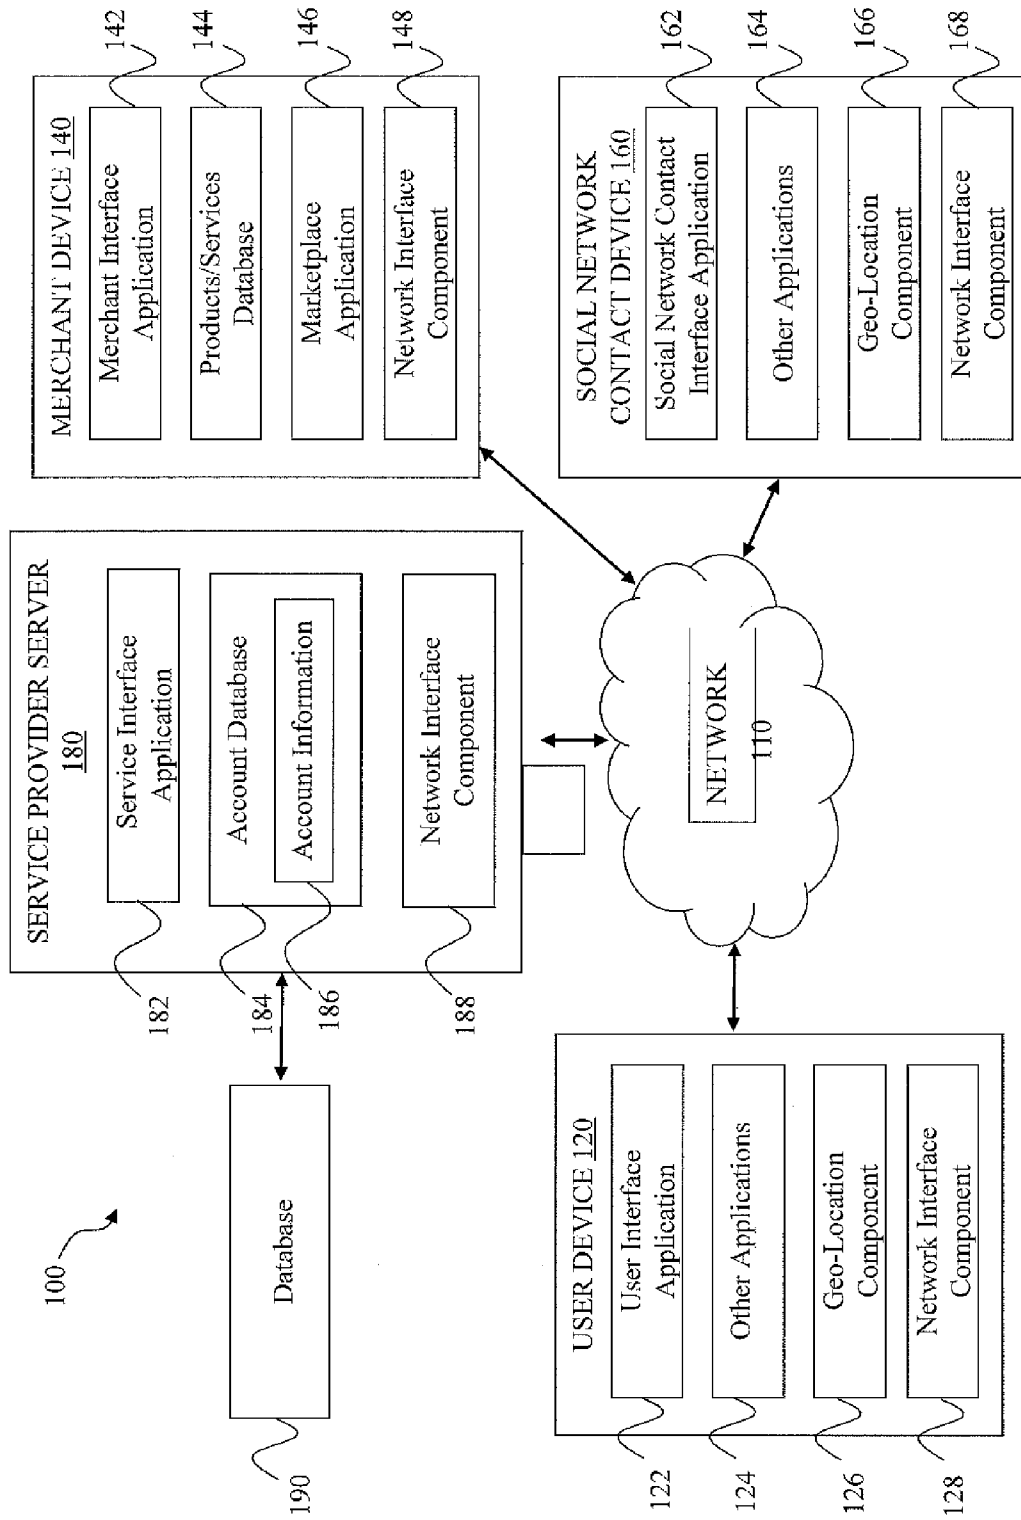 100
SERVICE PROVIDER SERVER
180
Service Interface
Application
Account Database
Account Information
Network Interface
Component
182
184
186
188
Database
190
MERCHANT DEVICE 140
Merchant Interface
Application
Products/Services
Database
Marketplace
Application
Network Interface
Component
142
144
146
148
USER DEVICE 120
User Interface
Application
Other Applications
Geo-Location
Component
Network Interface
Component
122
124
126
128
NETWORK
110
SOCIAL NETWORK
CONTACT DEVICE 160
Social Network Contact
Interface Application
Other Applications
Geo-Location
Component
Network Interface
Component
162
164
166
168